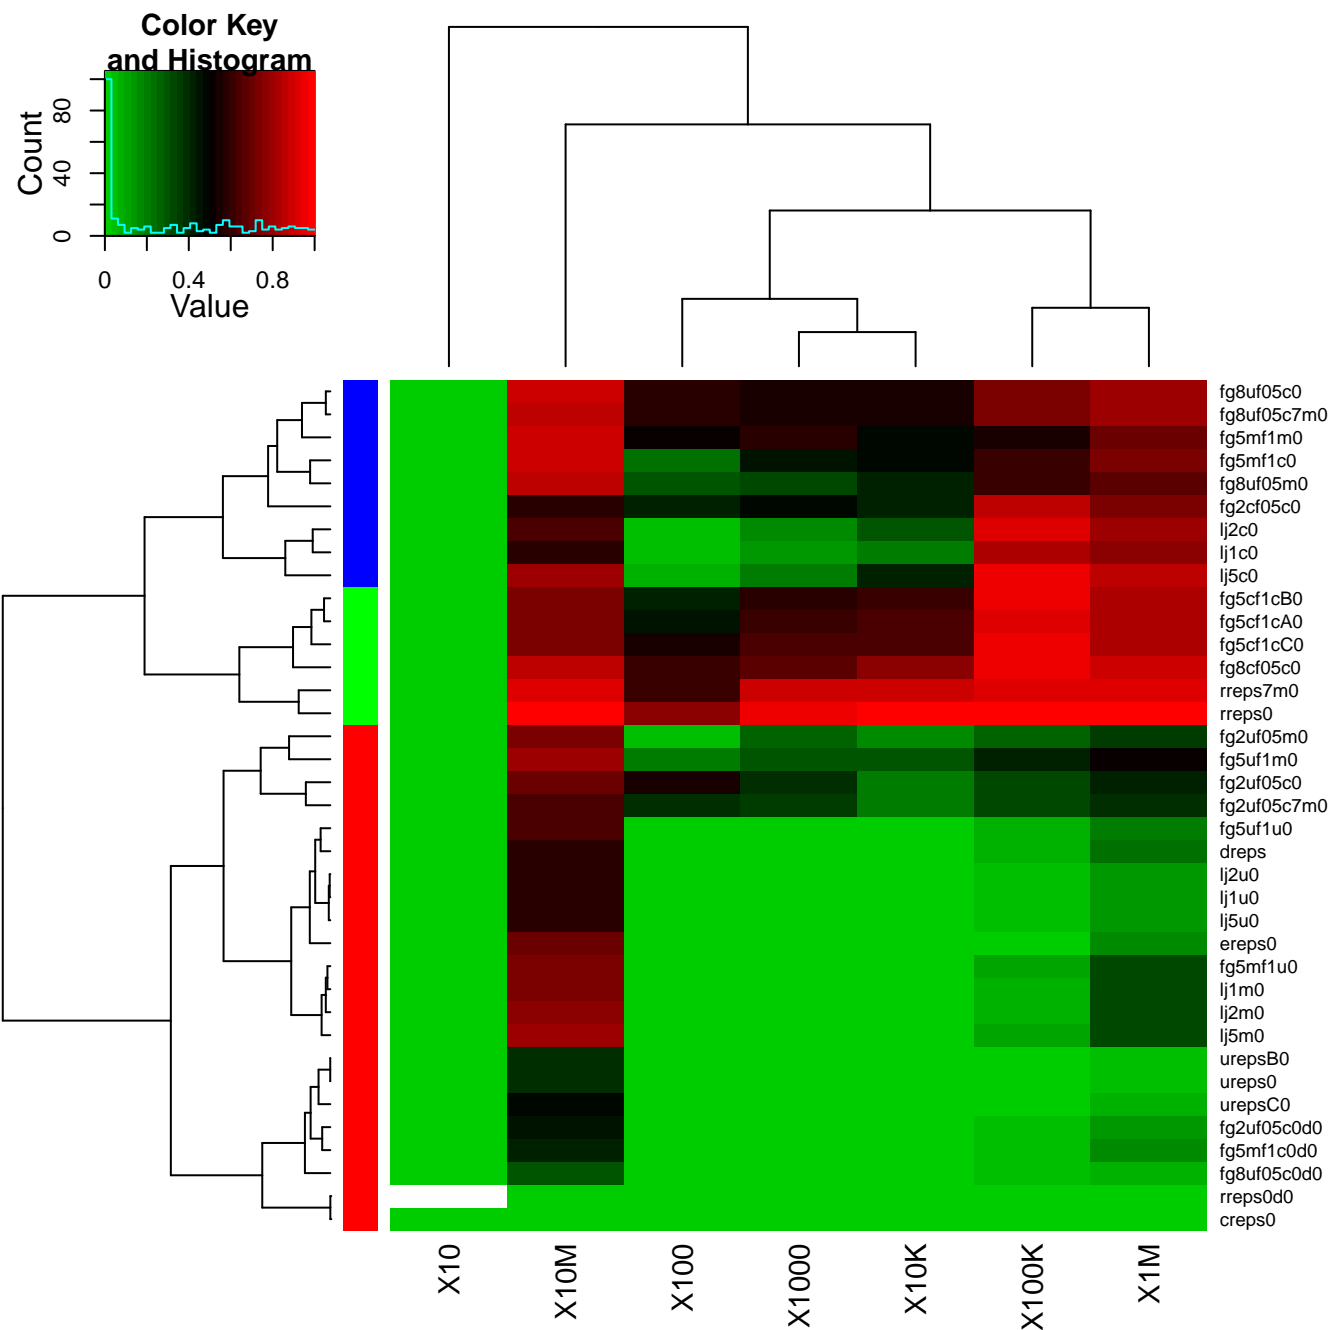 Color Key
and Histogram
Count
0
40
80
0
0.4
0.8
Value
fg8uf05c0
fg8uf05c7m0
fg5mf1m0
fg5mf1c0
fg8uf05m0
fg2cf05c0
lj2c0
lj1c0
lj5c0
fg5cf1cB0
fg5cf1cA0
fg5cf1cC0
fg8cf05c0
rreps7m0
rreps0
fg2uf05m0
fg5uf1m0
fg2uf05c0
fg2uf05c7m0
fg5uf1u0
dreps
lj2u0
lj1u0
lj5u0
ereps0
fg5mf1u0
lj1m0
lj2m0
lj5m0
urepsB0
ureps0
urepsC0
fg2uf05c0d0
fg5mf1c0d0
fg8uf05c0d0
rreps0d0
creps0
X10
X10M
X100
X1000
X10K
X100K
X1M